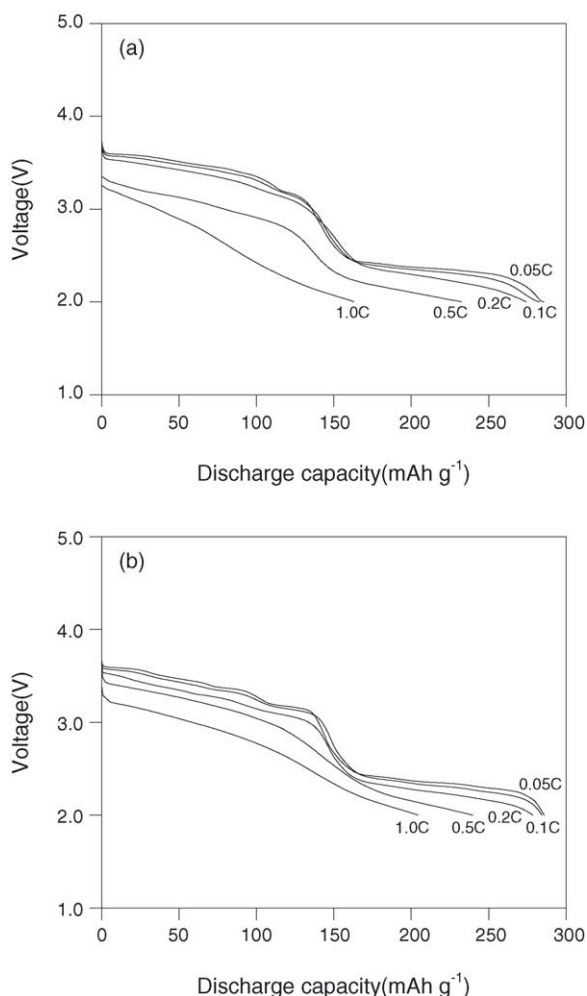 5.0
(a)
4.0
Voltage(V)
3.0
0.05C
2.0
1.0C 0.5C 0.2C 0.1C
1.0
0 50 100 150 200 250 300
Discharge capacity(mAh g-1)
5.0
(b)
4.0
Voltage(V)
3.0
0.05C
2.0
1.0C 0.5C 0.2C 0.1C
1.0
0 50 100 150 200 250 300
Discharge capacity(mAh g-1)